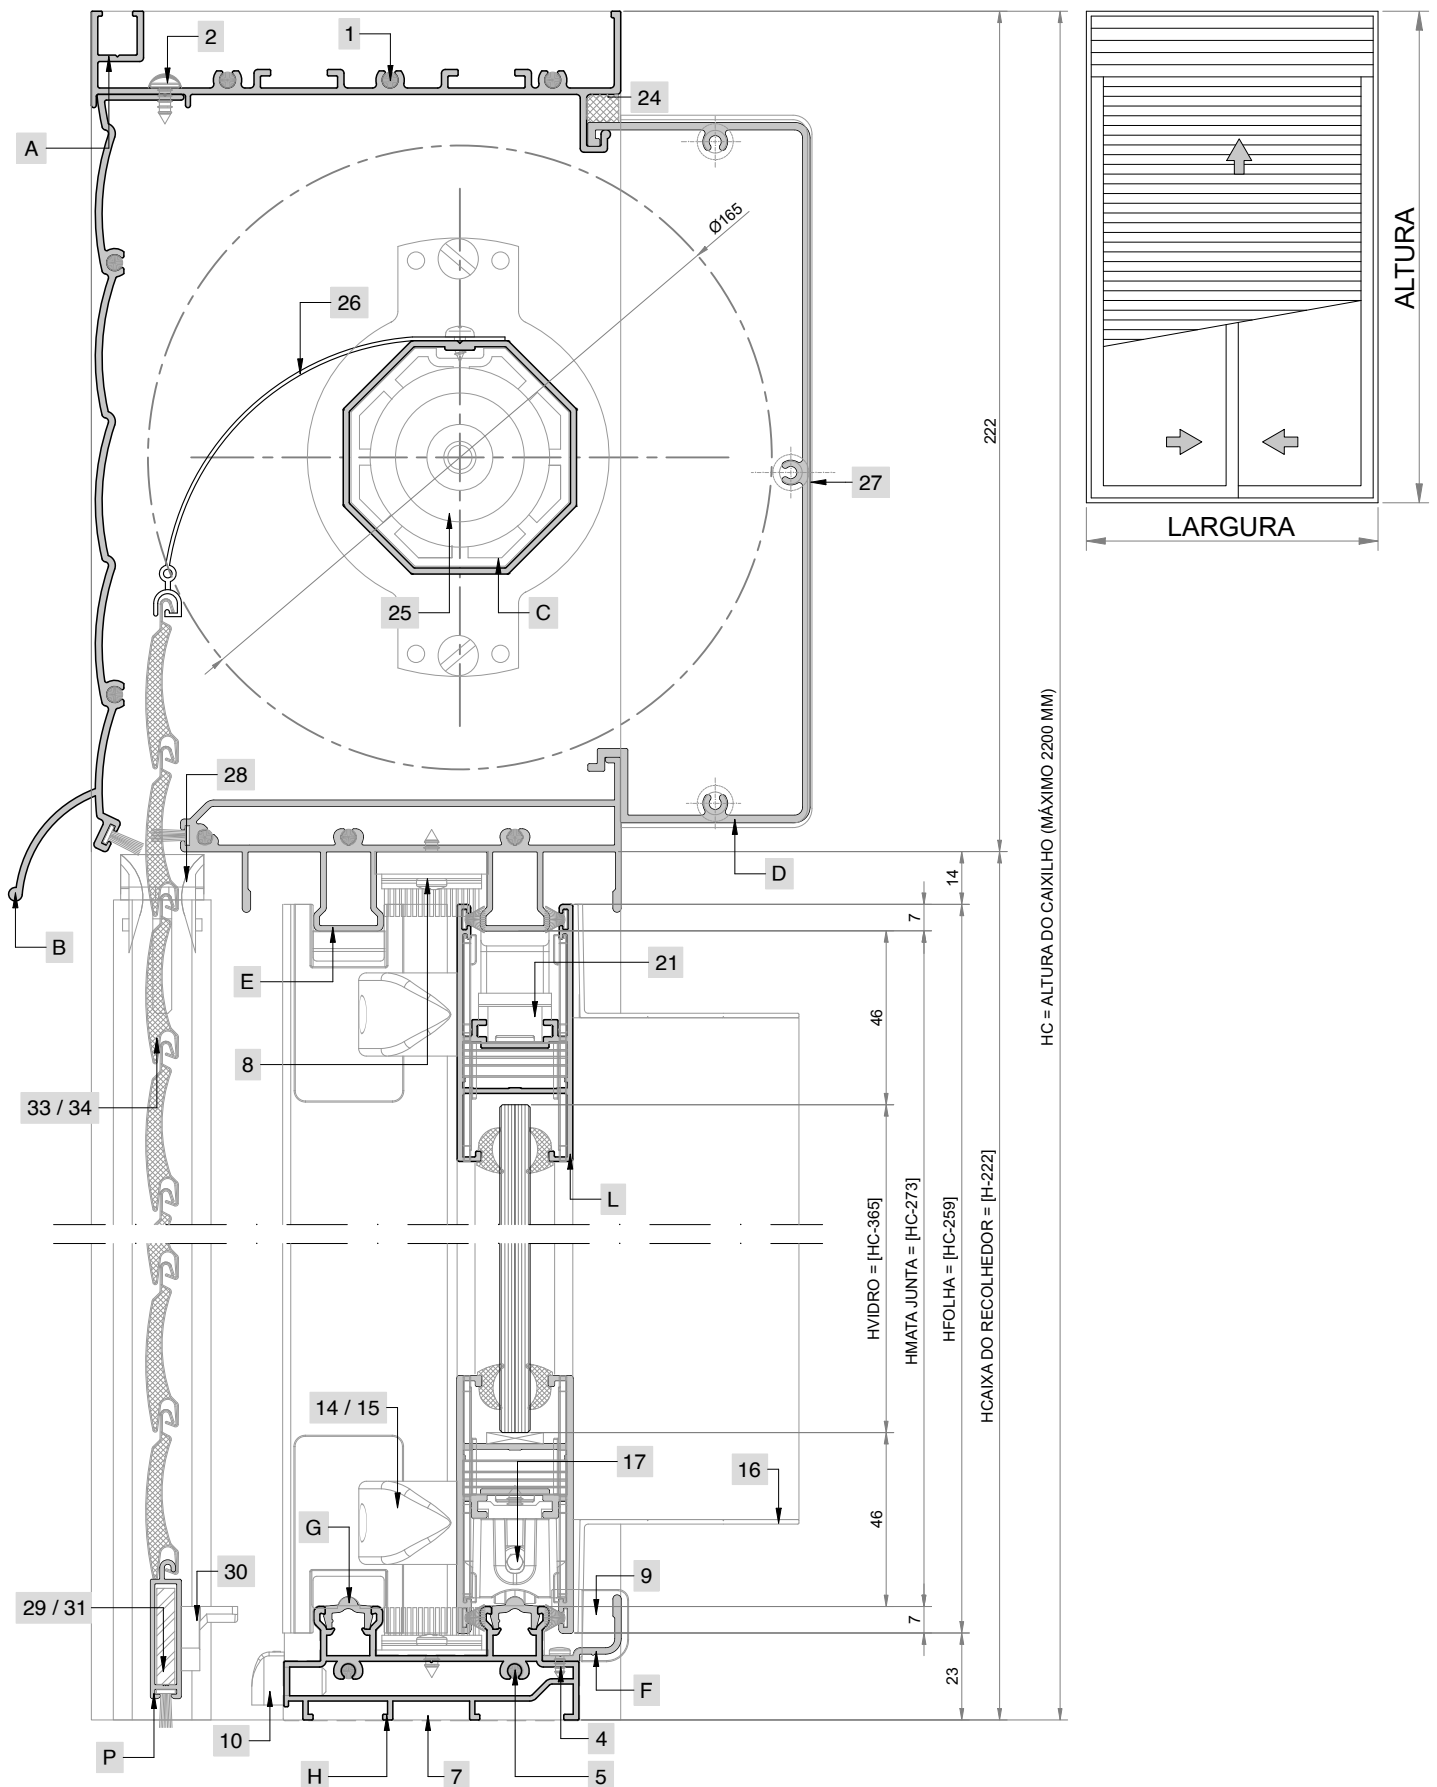 2
1
24
A
Ø165
26
222
27
ALTURA
LARGURA
25
C
HC = ALTURA DO CAIXILHO (MÁXIMO 2200 MM)
28
D
14
7
B
E
21
46
8
33 / 34
L
HVIDRO = [HC-365]
HMATA JUNTA = [HC-273]
HFOLHA = [HC-259]
HCAIXA DO RECOLHEDOR = [H-222]
14 / 15
17
16
46
G
30
9
29 / 31
7
F
23
10
4
P
H
7
5